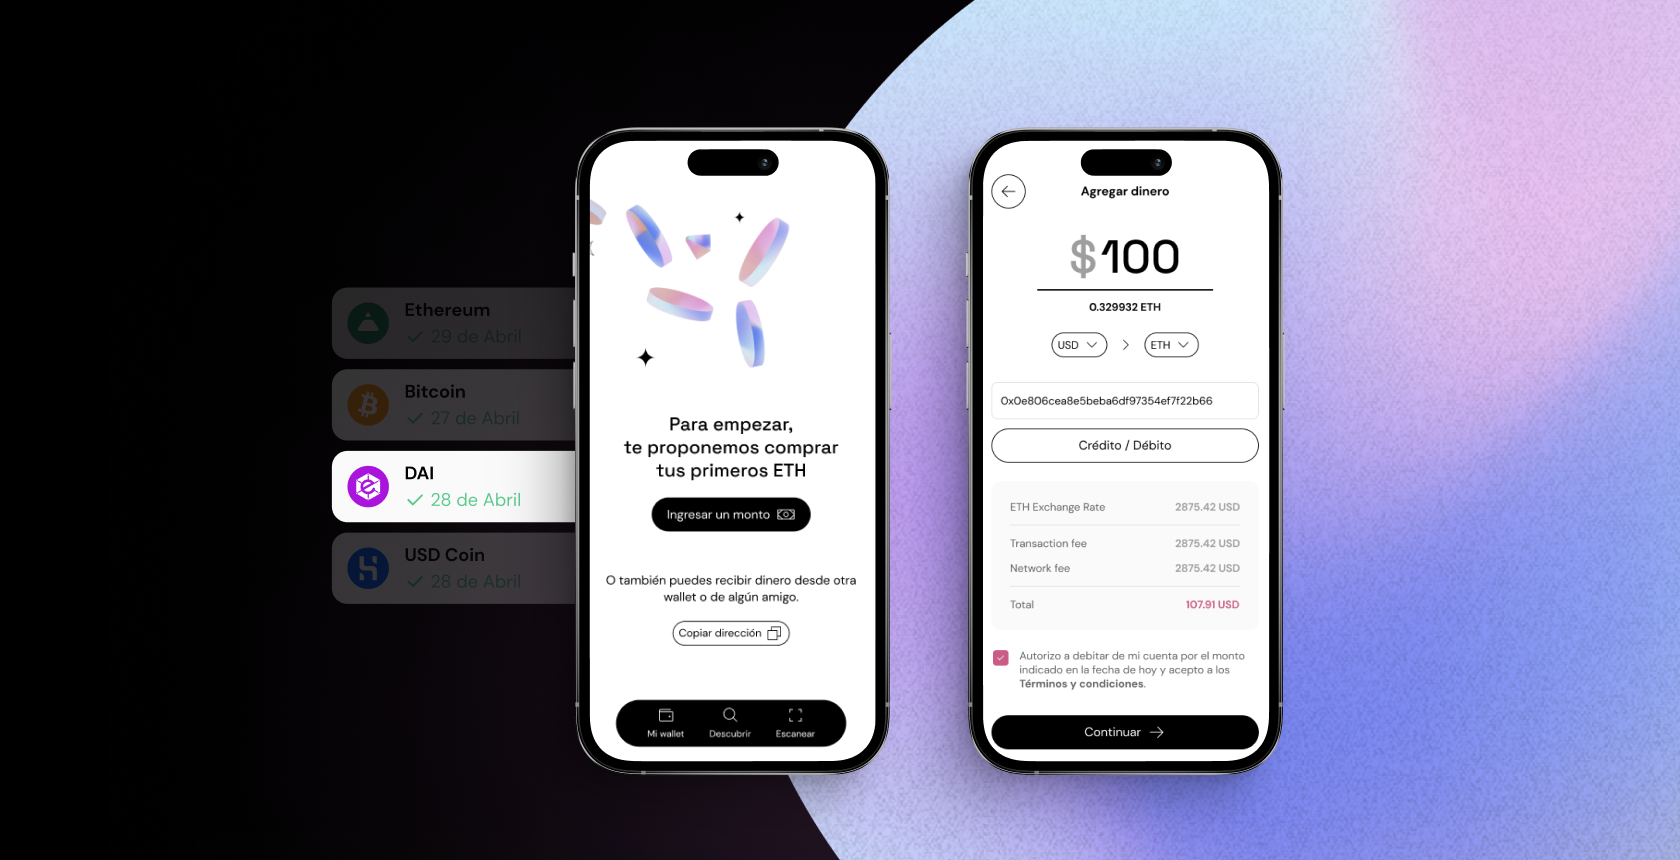 Ethereum
29 de Abril
Bitcoin
27 de Abril
DAI
28 de Abril
USD Coin
28 de Abril
Para empezar,
te proponemos comprar
tus primeros ETH
Ingresar un monto
O también puedes recibir dinero desde otra
wallet o de algún amigo.
Copiar dirección
Mi wallet
Descubrir
Escanear
Agregar dinero
$100
0.329932 ETH
USD
ETH
0x0e806cea8e5beba6df97354ef7f22b66
Crédito / Débito
ETH Exchange Rate 2875.42 USD
Transaction fee 2875.42 USD
Network fee 2875.42 USD
Total 107.91 USD
Autorizo a debitar de mi cuenta por el monto
indicado en la fecha de hoy y acepto a los
Términos y condiciones.
Continuar